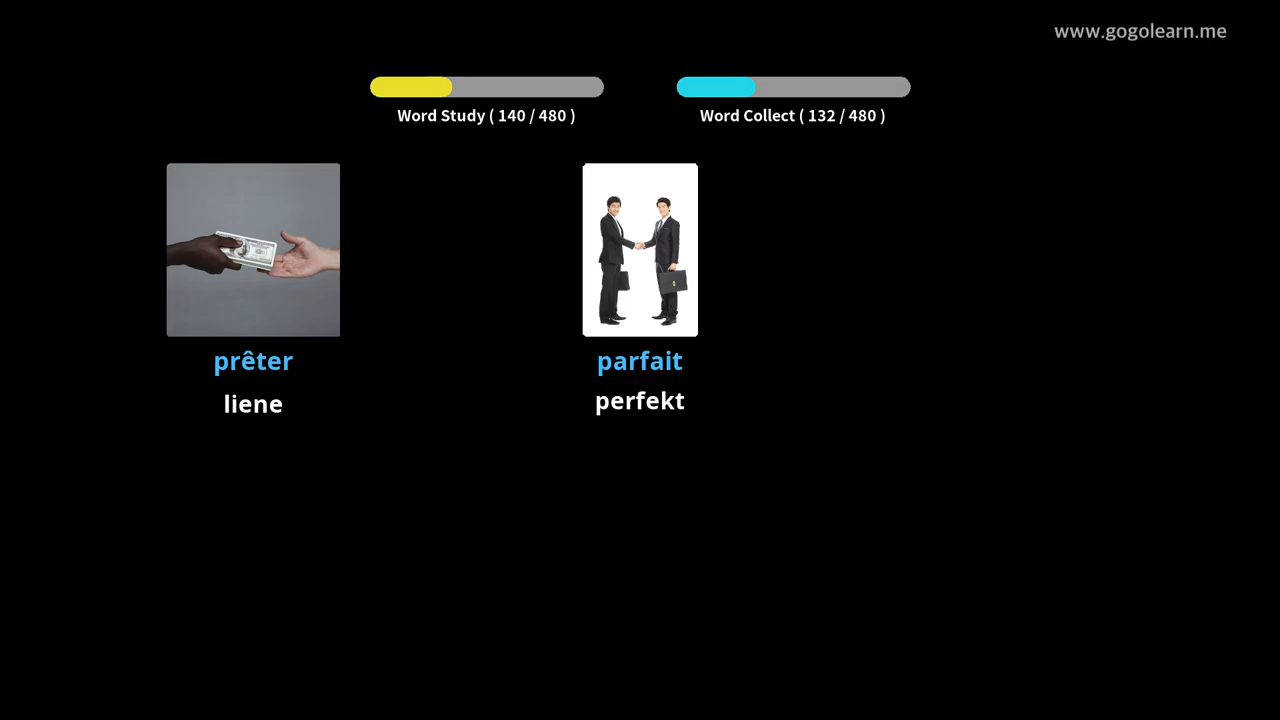 www.gogolearn.me
Word Study ( 140 / 480 )
Word Collect ( 132 / 480 )
prêter
liene
parfait
perfekt